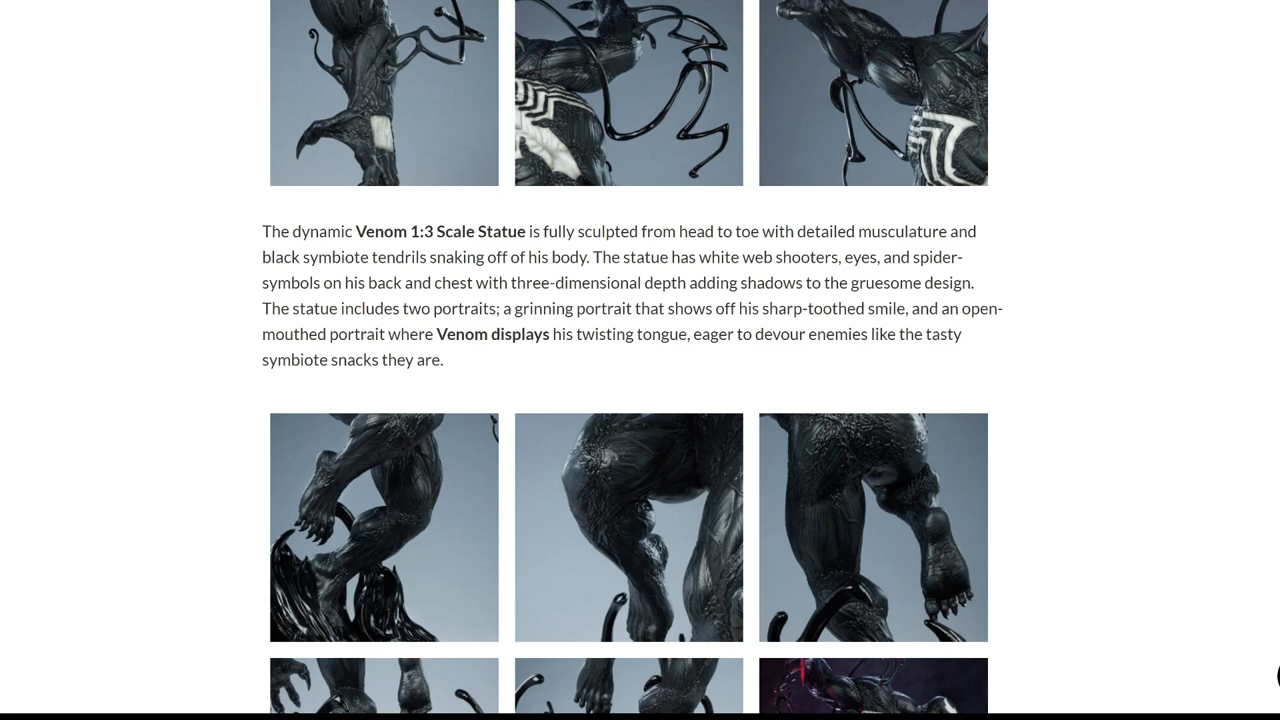 The dynamic Venom 1:3 Scale Statue is fully sculpted from head to toe with detailed musculature and
black symbiote tendrils snaking off of his body. The statue has white web shooters, eyes, and spider-
symbols on his back and chest with three-dimensional depth adding shadows to the gruesome design.
The statue includes two portraits; a grinning portrait that shows off his sharp-toothed smile, and an open-
mouthed portrait where Venom displays his twisting tongue, eager to devour enemies like the tasty
symbiote snacks they are.